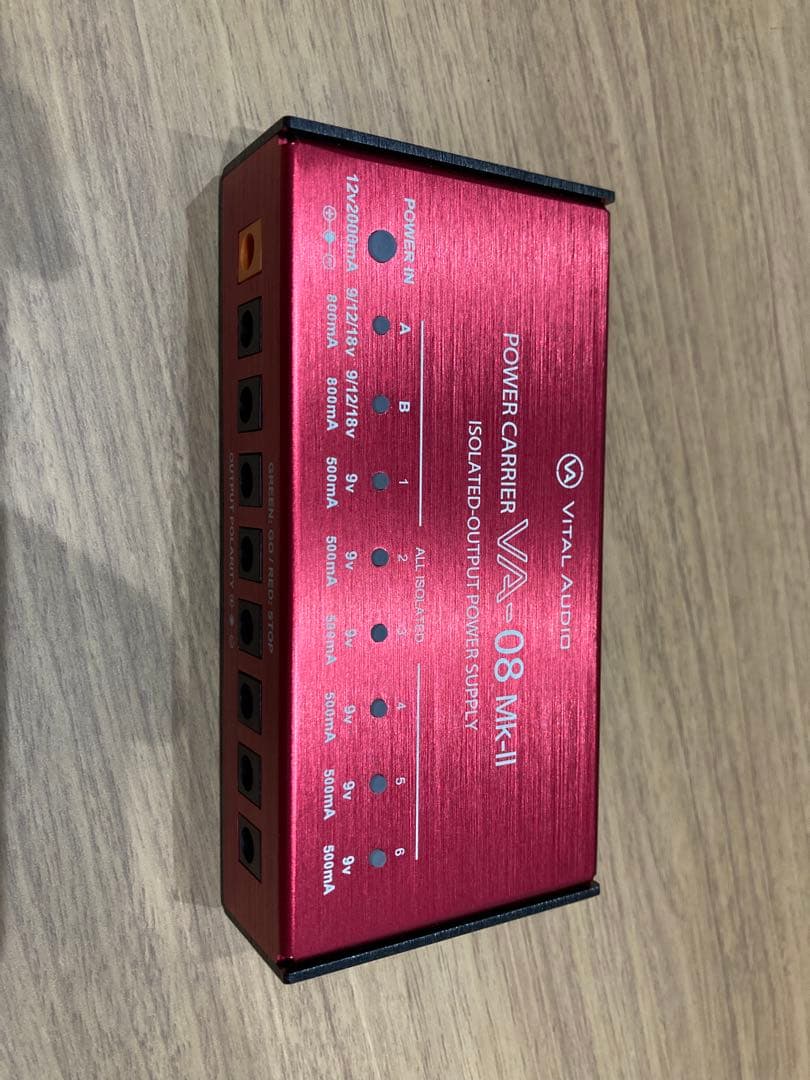 VITAL AUDIO
POWER CARRIER VA-08 Mk-II
ISOLATED-OUTPUT POWER SUPPLY
ALL ISOLATED
POWER IN A B 1 2 3 4 5 6
12v2000mA 9/12/18v 9/12/18v 9v 9v 9v 9v 9v 9v
800mA 800mA 500mA 500mA 500mA 500mA 500mA 500mA
GREEN: GO / RED: STOP
OUTPUT POLARITY